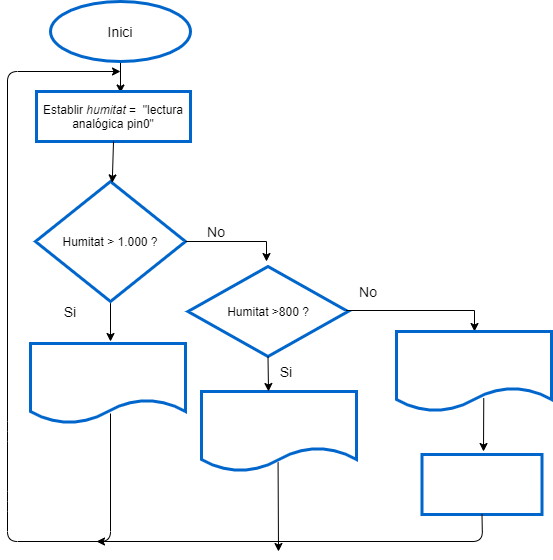 Inici
Establir humitat = "lectura
analógica pin0"
Humitat > 1.000 ?
No
Si
Humitat >800 ?
No
Si